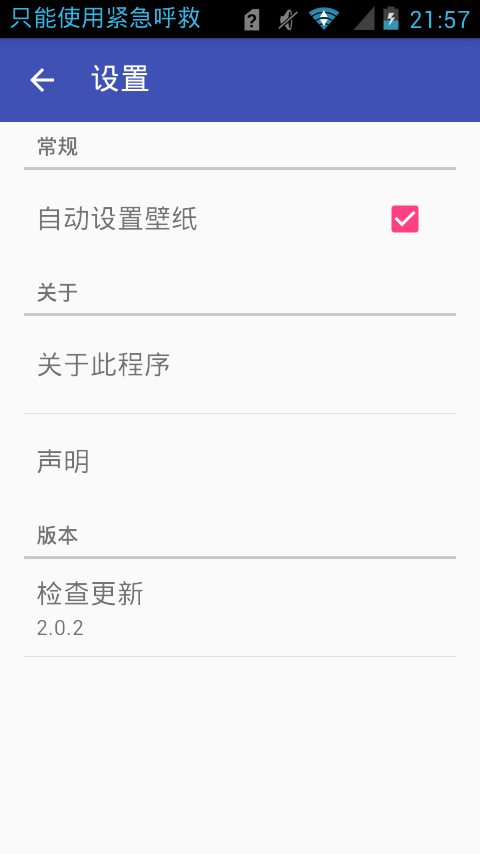 只能使用紧急呼救 21:57
设置
常规
自动设置壁纸
关于
关于此程序
声明
版本
检查更新
2.0.2